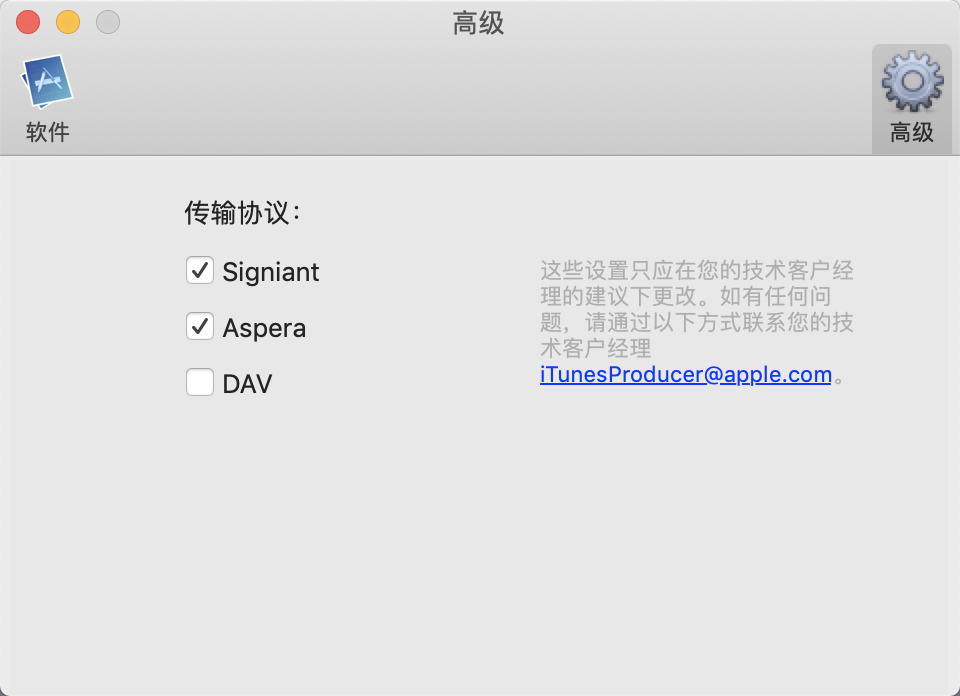 高级
软件
高级
传输协议：
Signiant
Aspera
DAV
这些设置只应在您的技术客户经
理的建议下更改。如有任何问
题，请通过以下方式联系您的技
术客户经理
iTunesProducer@apple.com。